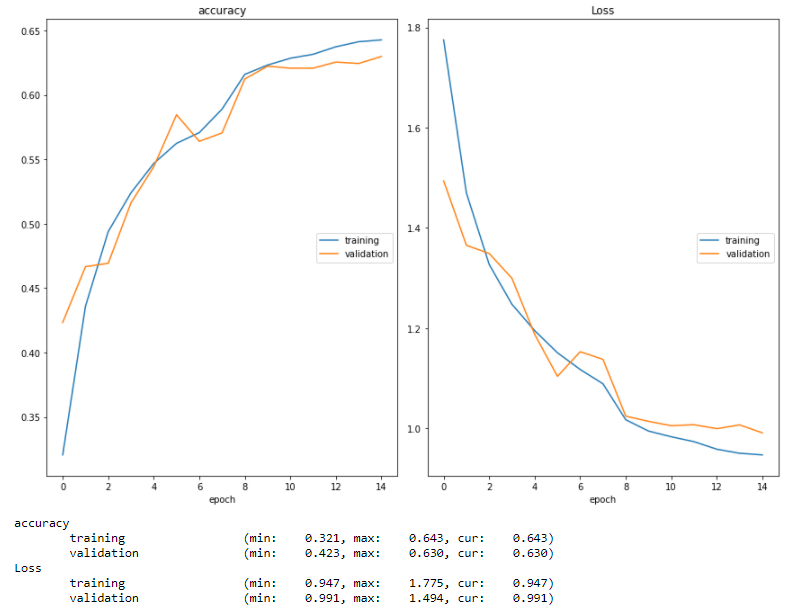 accuracy
0.65
0.60
0.55
0.50
0.45
0.40
0.35
0 2 4 6 8 10 12 14
epoch
training
validation
Loss
1.8
1.6
1.4
1.2
1.0
0 2 4 6 8 10 12 14
epoch
training
validation
accuracy
training (min: 0.321, max: 0.643, cur: 0.643)
validation (min: 0.423, max: 0.630, cur: 0.630)
Loss
training (min: 0.947, max: 1.775, cur: 0.947)
validation (min: 0.991, max: 1.494, cur: 0.991)